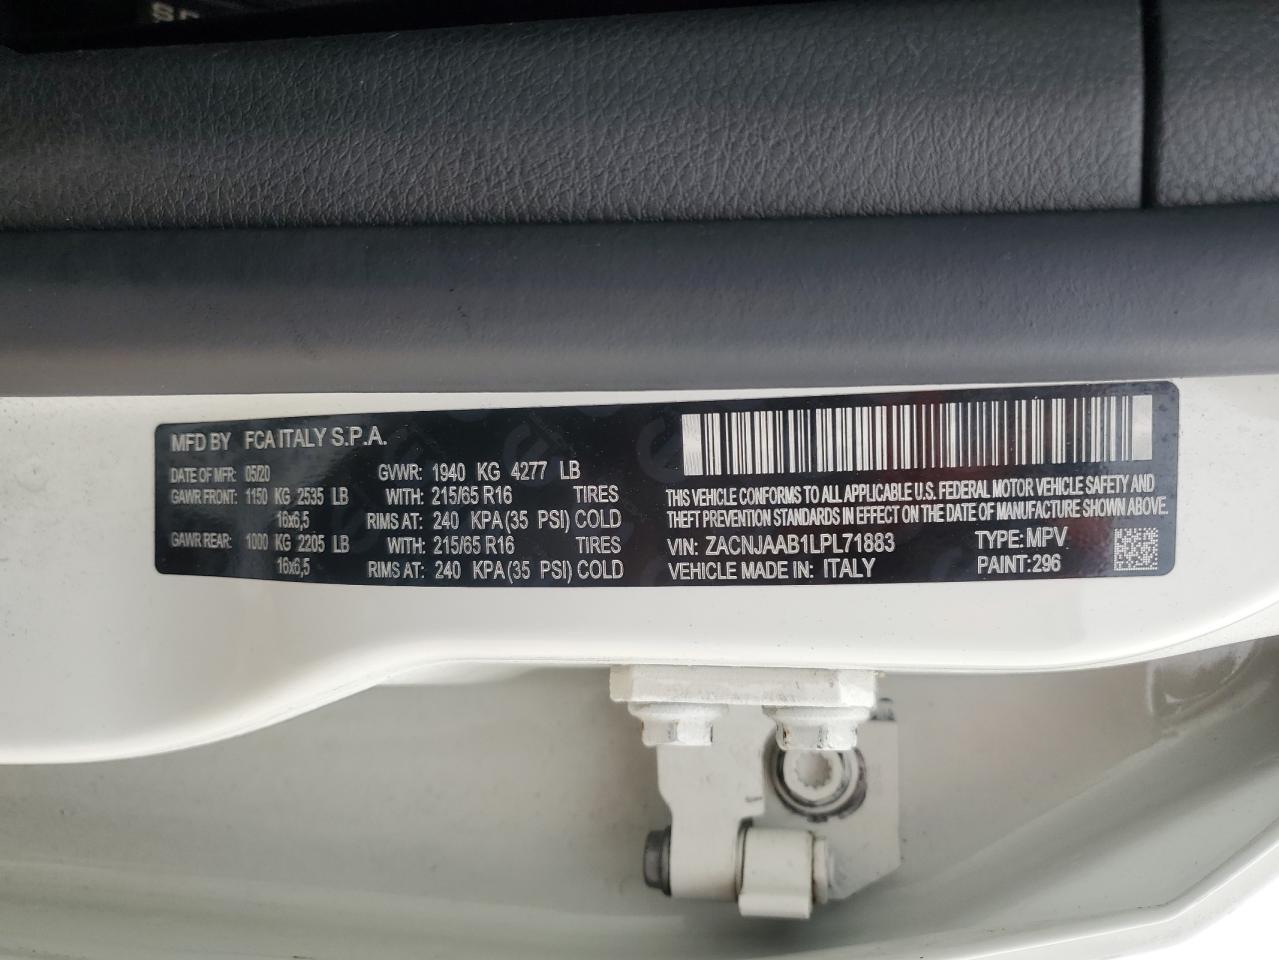 MFD BY FCA ITALY S.P.A.
DATE OF MFR: 05/20 GVWR: 1940 KG 4277 LB
GAWR FRONT: 1150 KG 2535 LB WITH: 215/65 R16 TIRES
16x6,5 RIMS AT: 240 KPA (35 PSI) COLD
GAWR REAR: 1000 KG 2205 LB WITH: 215/65 R16 TIRES
16x6,5 RIMS AT: 240 KPA (35 PSI) COLD
THIS VEHICLE CONFORMS TO ALL APPLICABLE U.S. FEDERAL MOTOR VEHICLE SAFETY AND
THEFT PREVENTION STANDARDS IN EFFECT ON THE DATE OF MANUFACTURE SHOWN ABOVE.
VIN: ZACNJAAB1LPL71883 TYPE: MPV
VEHICLE MADE IN: ITALY PAINT:296